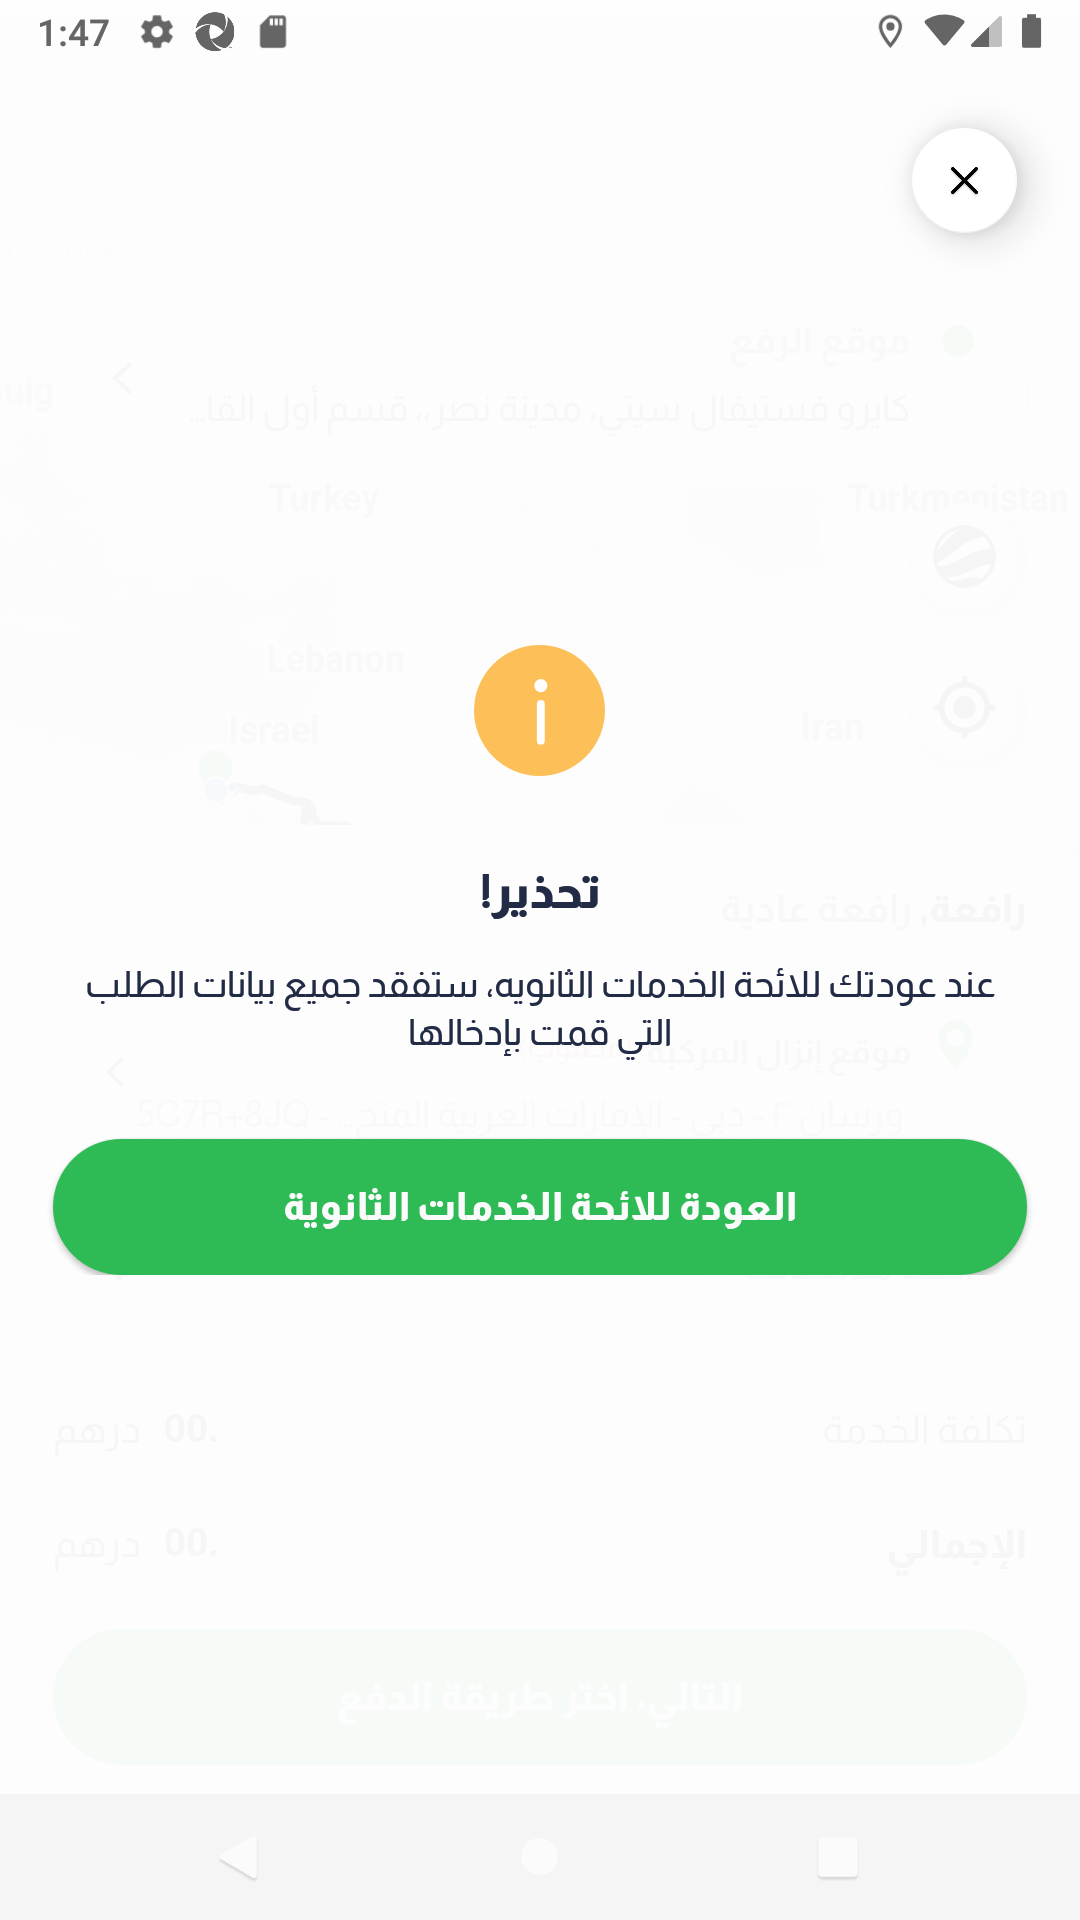 1:47
موقع الرفع
كايرو فستيفال سيتي، مدينة نصر،، قسم أول القا...
Turkey
Turkmenistan
Lebanon
Israel
Iran
تحذير!
رافعة, رافعة عادية
عند عودتك للائحة الخدمات الثانويه، ستفقد جميع بيانات الطلب
التي قمت بإدخالها
موقع إنزال المركبة
ورسان ٢ - دبي - الإمارات العربية المتح... - 5C7R+8JQ
العودة للائحة الخدمات الثانوية
تكلفة الخدمة .00 درهم
الإجمالي .00 درهم
التالي، اختر طريقة الدفع